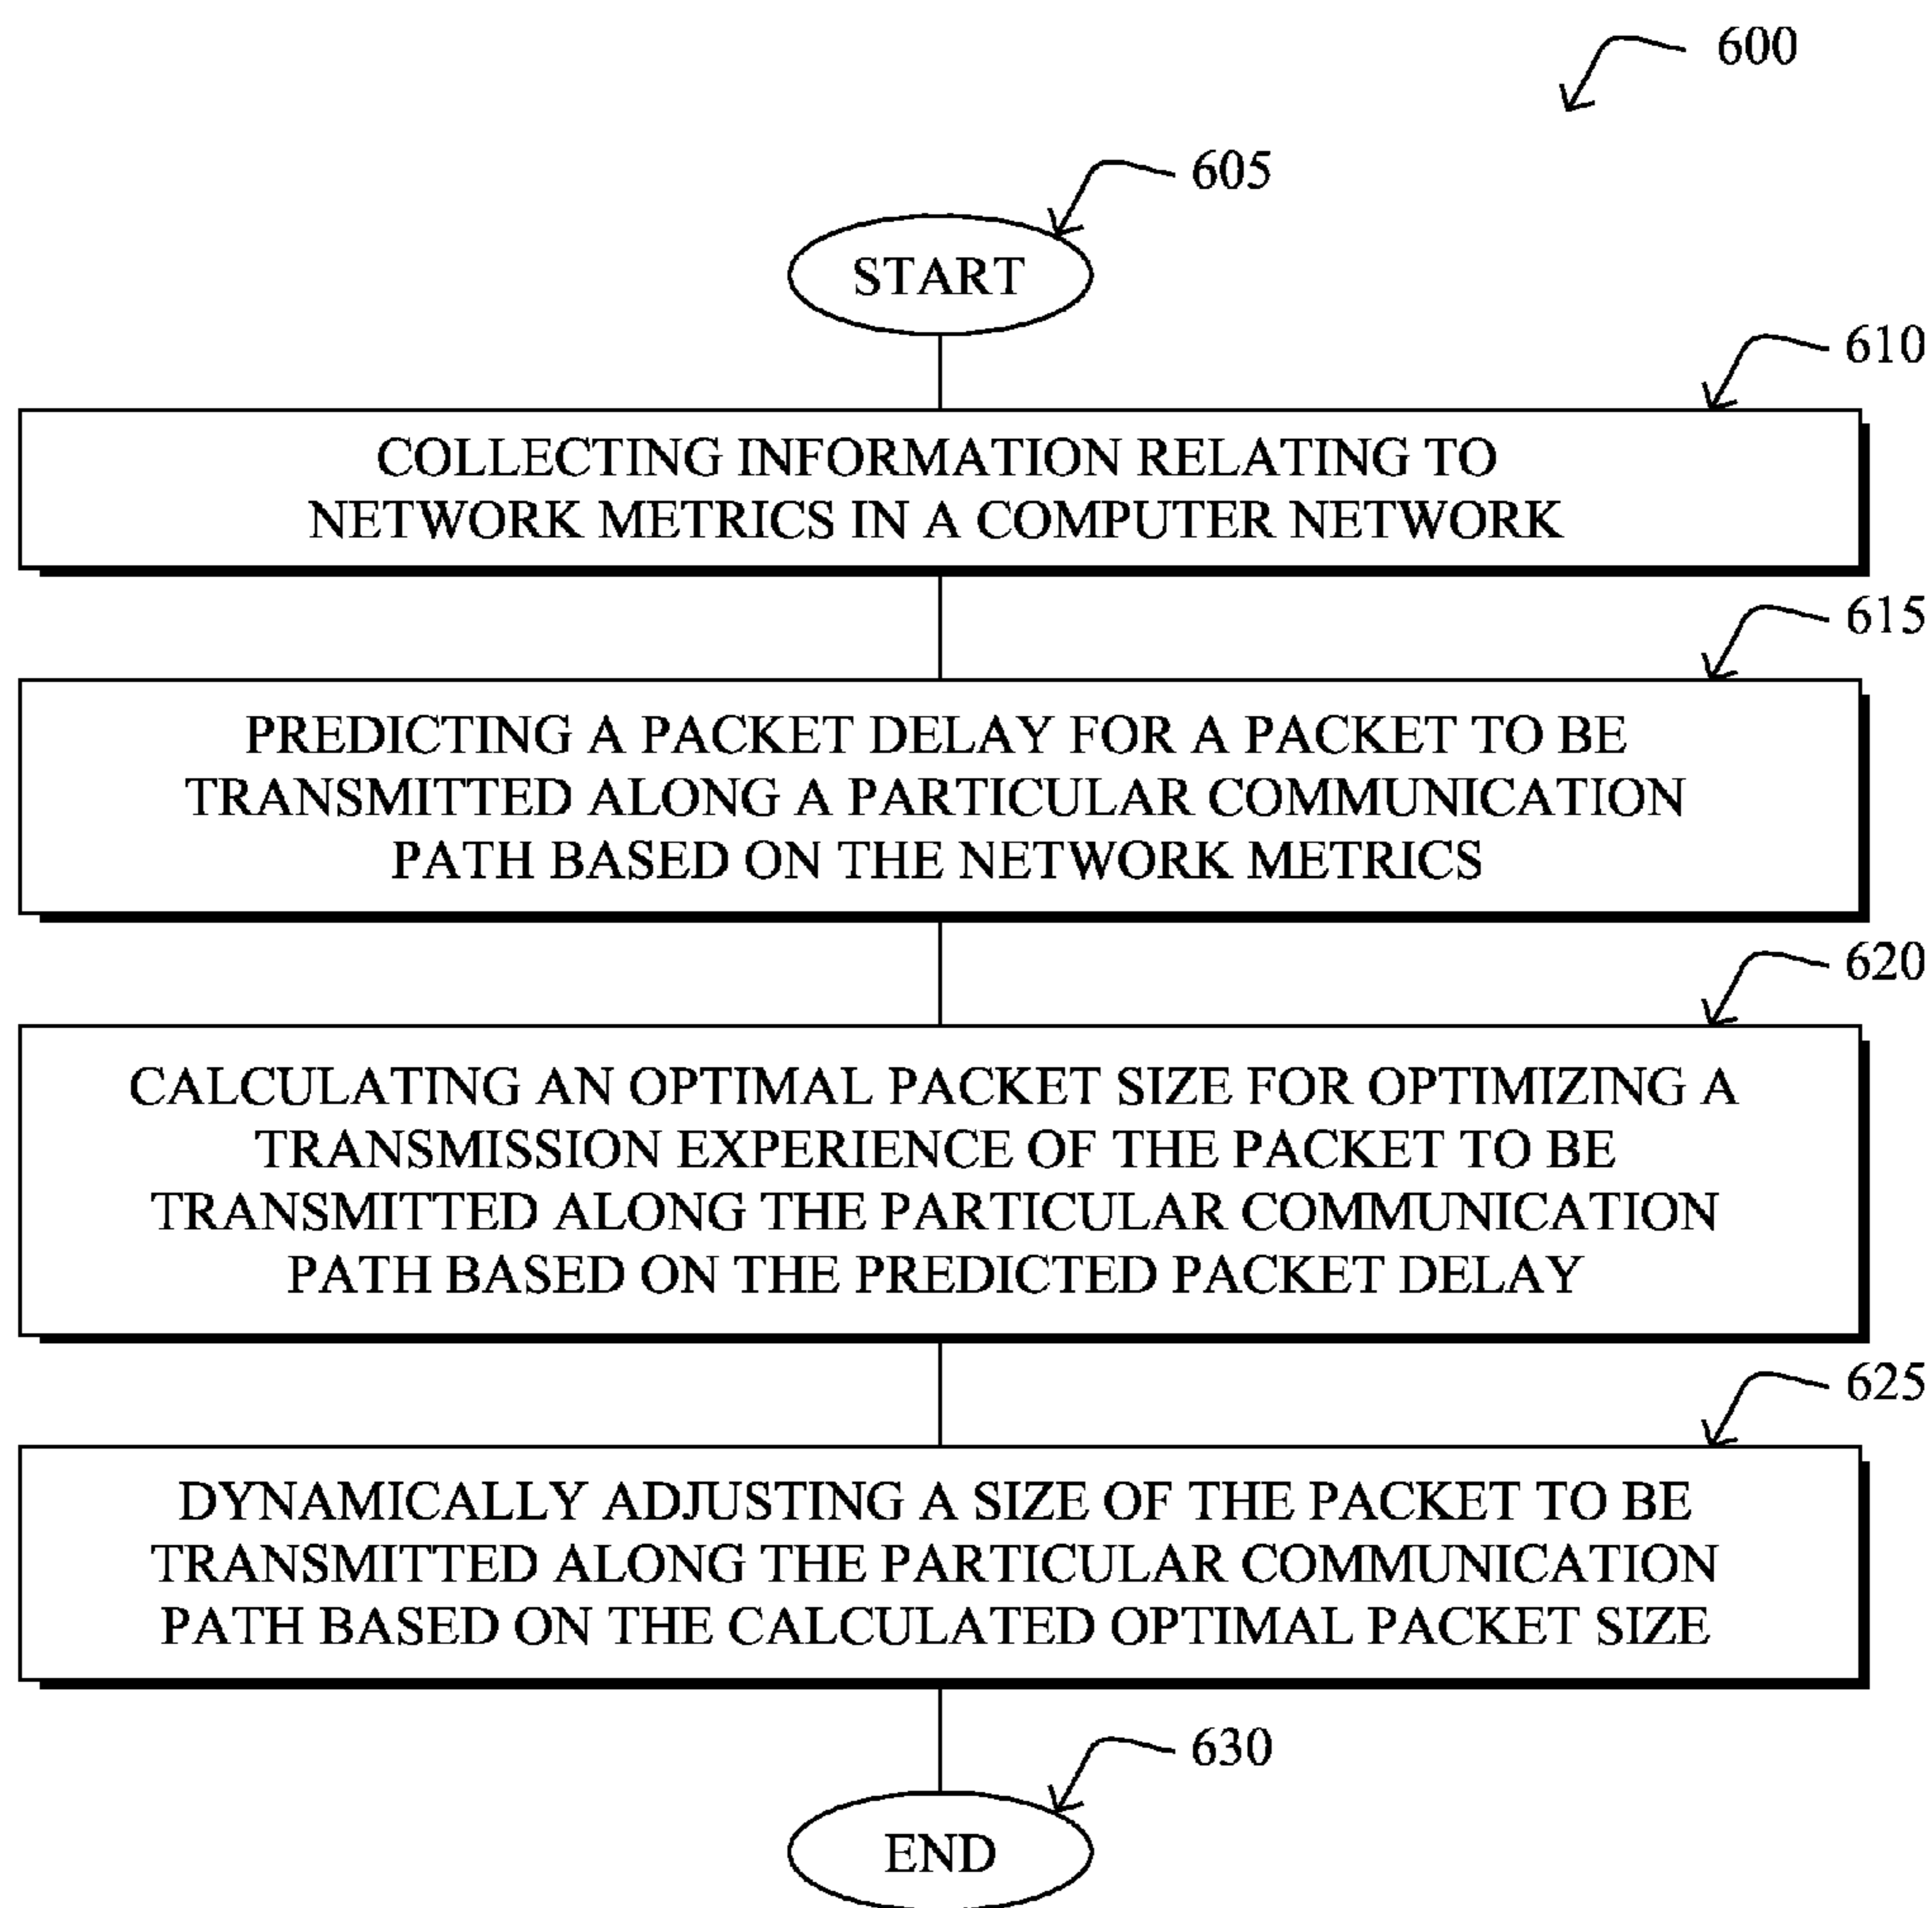 600
605
START
610
COLLECTING INFORMATION RELATING TO
NETWORK METRICS IN A COMPUTER NETWORK
615
PREDICTING A PACKET DELAY FOR A PACKET TO BE
TRANSMITTED ALONG A PARTICULAR COMMUNICATION
PATH BASED ON THE NETWORK METRICS
620
CALCULATING AN OPTIMAL PACKET SIZE FOR OPTIMIZING A
TRANSMISSION EXPERIENCE OF THE PACKET TO BE
TRANSMITTED ALONG THE PARTICULAR COMMUNICATION
PATH BASED ON THE PREDICTED PACKET DELAY
625
DYNAMICALLY ADJUSTING A SIZE OF THE PACKET TO BE
TRANSMITTED ALONG THE PARTICULAR COMMUNICATION
PATH BASED ON THE CALCULATED OPTIMAL PACKET SIZE
630
END